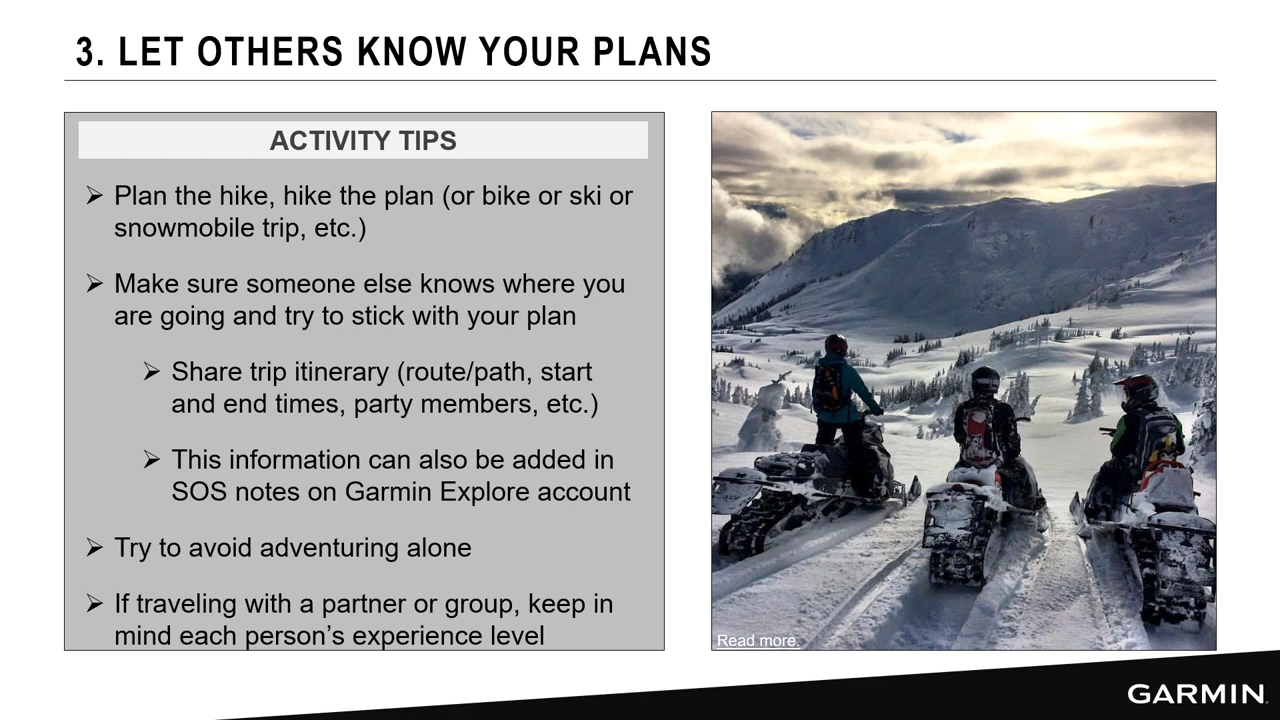 3. LET OTHERS KNOW YOUR PLANS
ACTIVITY TIPS
➢ Plan the hike, hike the plan (or bike or ski or
snowmobile trip, etc.)
➢ Make sure someone else knows where you
are going and try to stick with your plan
➢ Share trip itinerary (route/path, start
and end times, party members, etc.)
➢ This information can also be added in
SOS notes on Garmin Explore account
➢ Try to avoid adventuring alone
➢ If traveling with a partner or group, keep in
mind each person’s experience level
Read more.
GARMIN